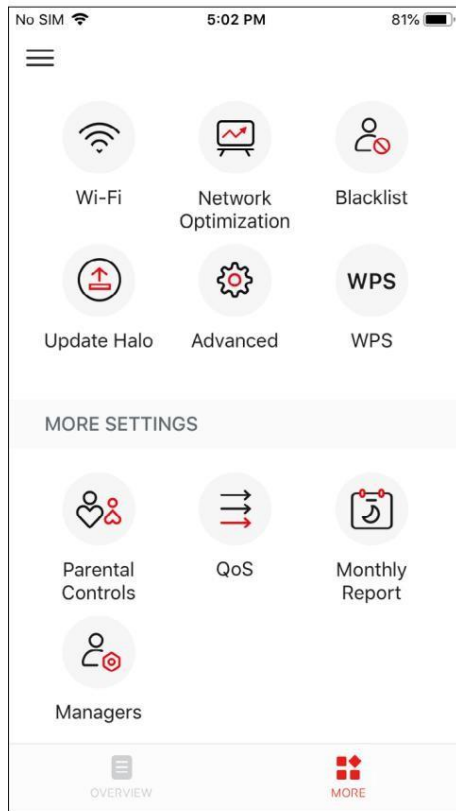 No SIM 5:02 PM 81%
Wi-Fi Network Optimization Blacklist
WPS
Update Halo Advanced WPS
MORE SETTINGS
Parental Controls QoS Monthly Report
Managers
OVERVIEW MORE